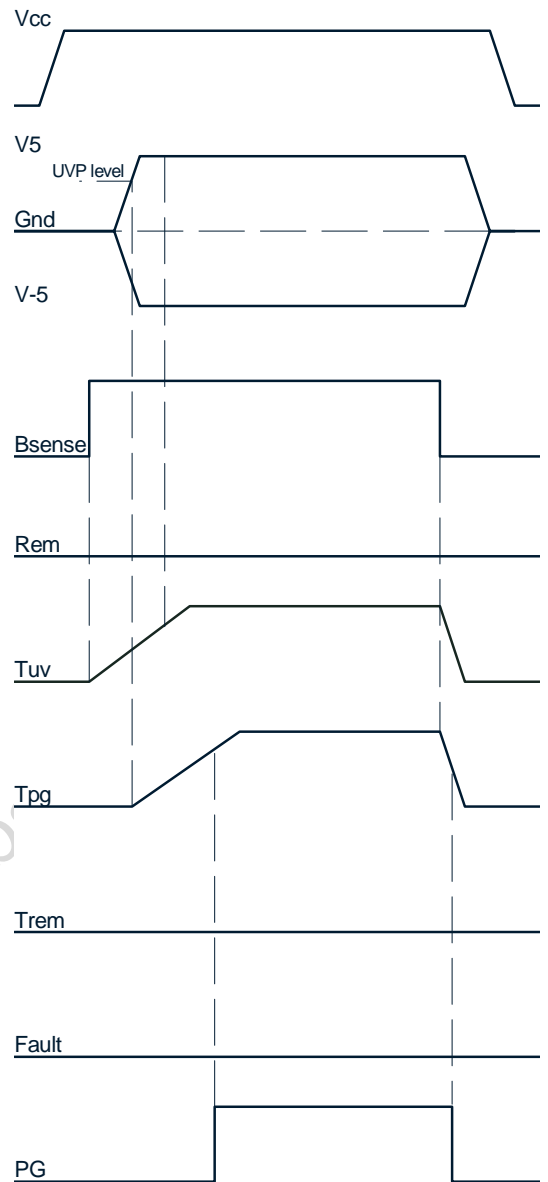 Vcc
V5
UVP level
Gnd
V-5
Bsense
Rem
Tuv
Tpg
Trem
Fault
PG